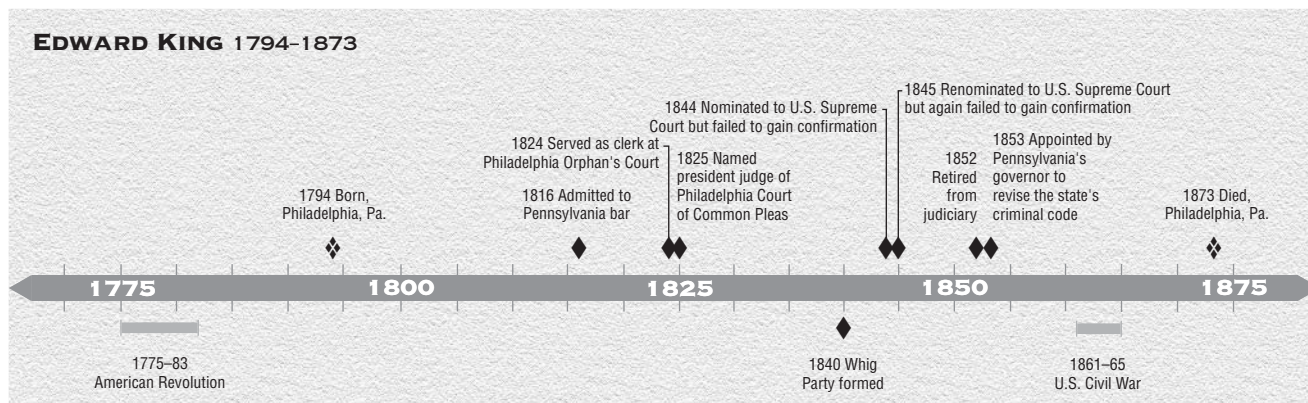 EDWARD KING 1794–1873
1794 Born,
Philadelphia, Pa.
1816 Admitted to
Pennsylvania bar
1824 Served as clerk at
Philadelphia Orphan's Court
1825 Named
president judge of
Philadelphia Court
of Common Pleas
1844 Nominated to U.S. Supreme
Court but failed to gain confirmation
1845 Renominated to U.S. Supreme Court
but again failed to gain confirmation
1852
Retired
from
judiciary
1853 Appointed by
Pennsylvania's
governor to
revise the state's
criminal code
1873 Died,
Philadelphia, Pa.
1775
1800
1825
1850
1875
1775–83
American Revolution
1840 Whig
Party formed
1861–65
U.S. Civil War